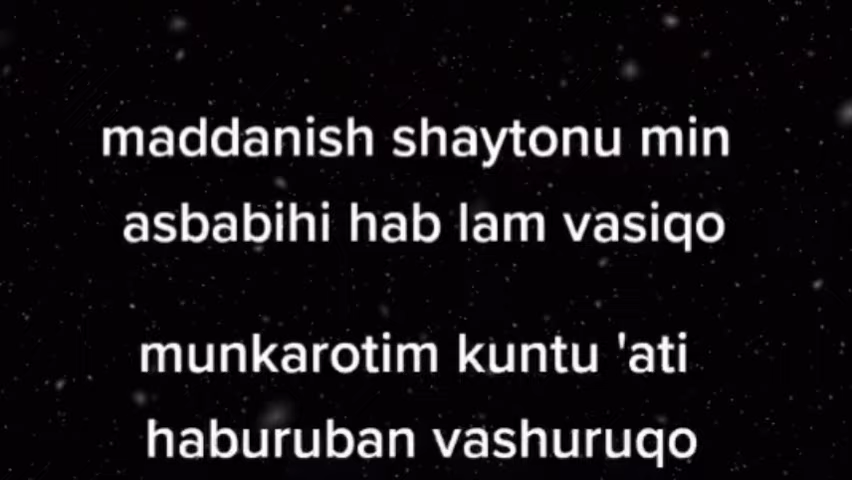 maddanish shaytonu min
asbabihi hab lam vasiqo
munkarotim kuntu 'ati
haburuban vashuruqo